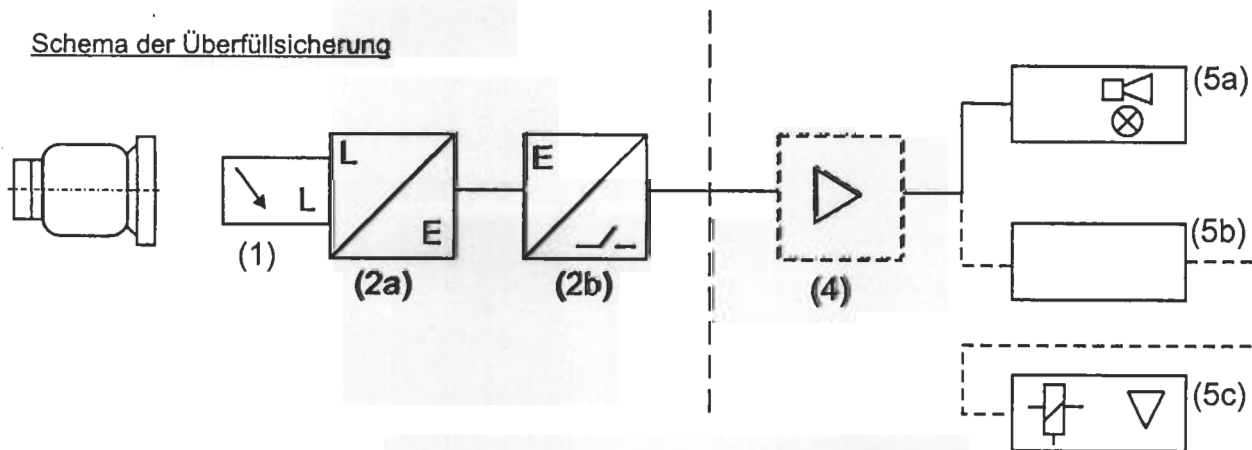 Schema der Überfüllsicherung
(5a)
L
E
L
E
(1)
(2a)
(2b)
(4)
(5b)
(5c)